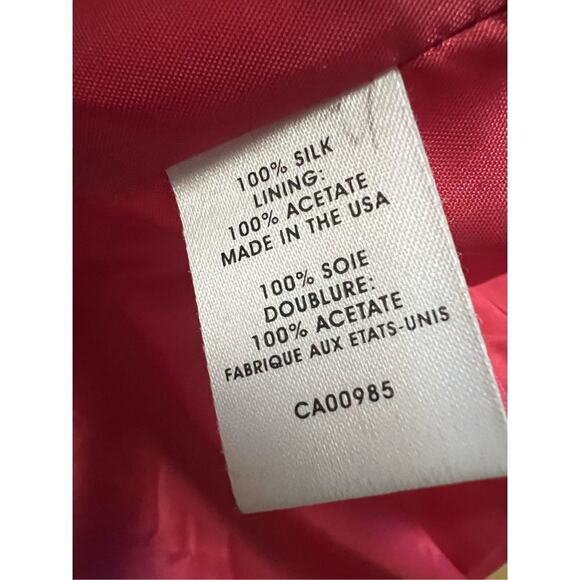 100% SILK
LINING:
100% ACETATE
MADE IN THE USA
100% SOIE
DOUBLURE:
100% ACETATE
FABRIQUE AUX ETATS-UNIS
CA00985